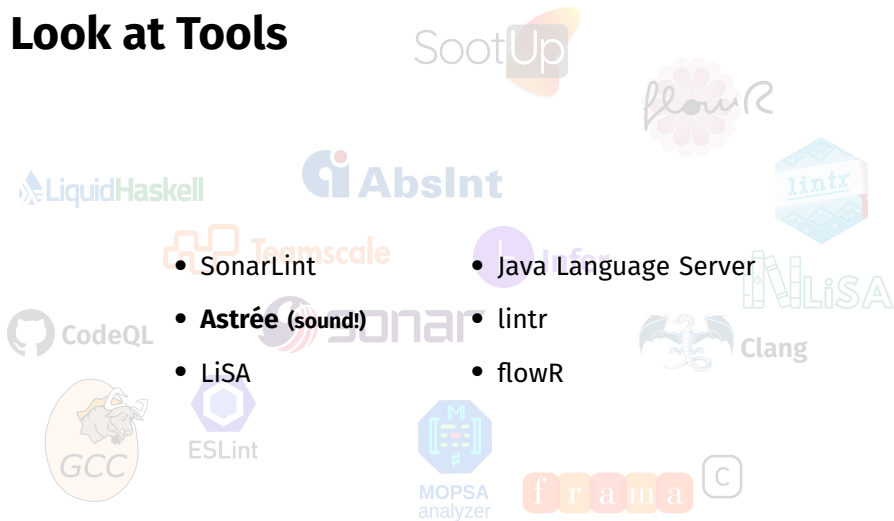 Look at Tools
SootUp
flowR
LiquidHaskell
AbsInt
lintr
Teamscale
Infer
• SonarLint
• Astrée (sound!)
• LiSA
• Java Language Server
• lintr
• flowR
LiSA
CodeQL
sonar
Clang
GCC
ESLint
M
[ ]
#
MOPSA
analyzer
frama
C